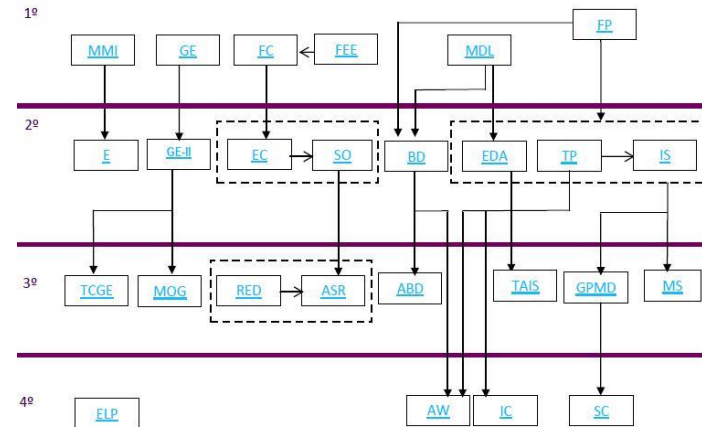 1º
FP
MMI
GE
FC
FEE
MDL
2º
E
GE-II
EC
SO
BD
EDA
TP
IS
3º
TCGE
MOG
RED
ASR
ABD
TAIS
GPMD
MS
4º
ELP
AW
IC
SC